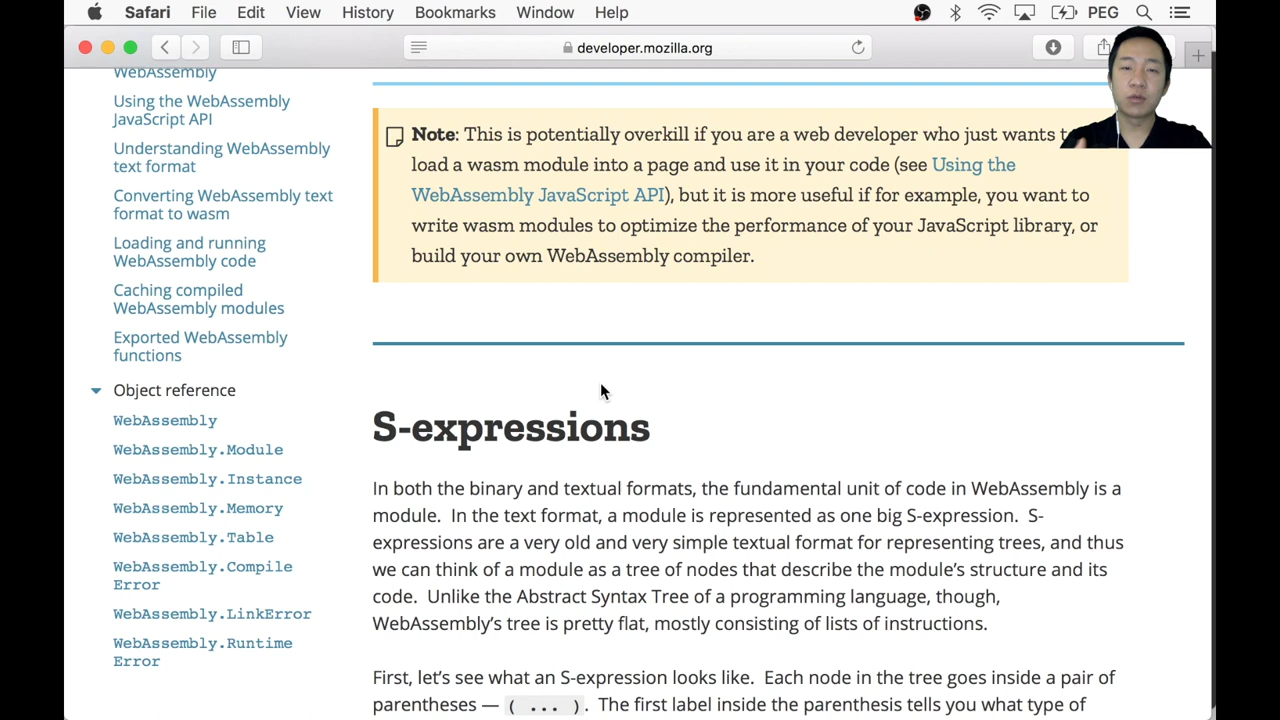 Safari File Edit View History Bookmarks Window Help PEG
developer.mozilla.org
WebAssembly
Using the WebAssembly
JavaScript API
Understanding WebAssembly
text format
Converting WebAssembly text
format to wasm
Loading and running
WebAssembly code
Caching compiled
WebAssembly modules
Exported WebAssembly
functions
Object reference
WebAssembly
WebAssembly.Module
WebAssembly.Instance
WebAssembly.Memory
WebAssembly.Table
WebAssembly.Compile
Error
WebAssembly.LinkError
WebAssembly.Runtime
Error
Note: This is potentially overkill if you are a web developer who just wants
load a wasm module into a page and use it in your code (see Using the
WebAssembly JavaScript API), but it is more useful if for example, you want to
write wasm modules to optimize the performance of your JavaScript library, or
build your own WebAssembly compiler.
S-expressions
In both the binary and textual formats, the fundamental unit of code in WebAssembly is a
module. In the text format, a module is represented as one big S-expression. S-
expressions are a very old and very simple textual format for representing trees, and thus
we can think of a module as a tree of nodes that describe the module's structure and its
code. Unlike the Abstract Syntax Tree of a programming language, though,
WebAssembly's tree is pretty flat, mostly consisting of lists of instructions.
First, let's see what an S-expression looks like. Each node in the tree goes inside a pair of
parentheses — ( ... ). The first label inside the parenthesis tells you what type of